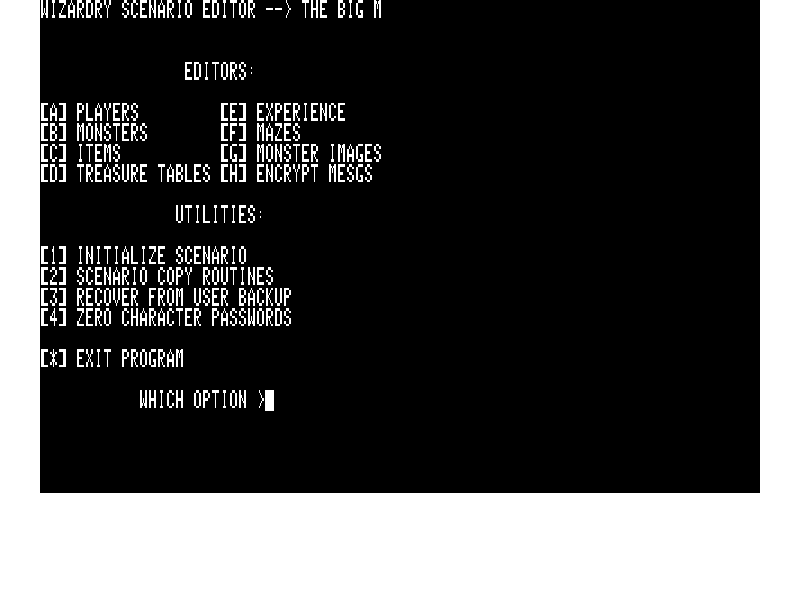 WIZARDRY SCENARIO EDITOR --> THE BIG M
EDITORS:
[A] PLAYERS [E] EXPERIENCE
[B] MONSTERS [F] MAZES
[C] ITEMS [G] MONSTER IMAGES
[D] TREASURE TABLES [H] ENCRYPT MESGS
UTILITIES:
[1] INITIALIZE SCENARIO
[2] SCENARIO COPY ROUTINES
[3] RECOVER FROM USER BACKUP
[4] ZERO CHARACTER PASSWORDS
[*] EXIT PROGRAM
WHICH OPTION >